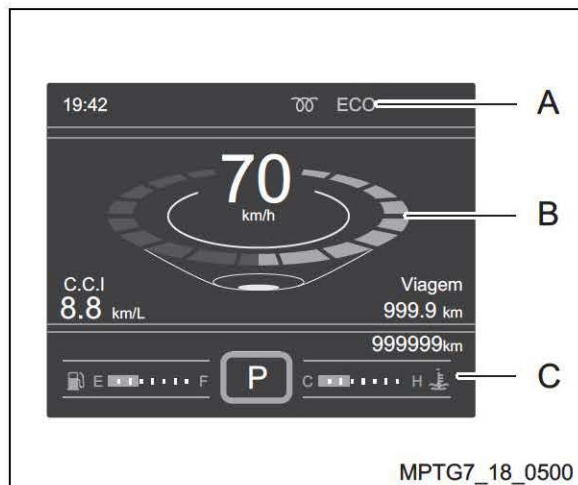 19:42 ECO A
70
km/h
B
C.C.I Viagem
8.8 km/L 999.9 km
999999km
E F P C H C
MPTG7_18_0500